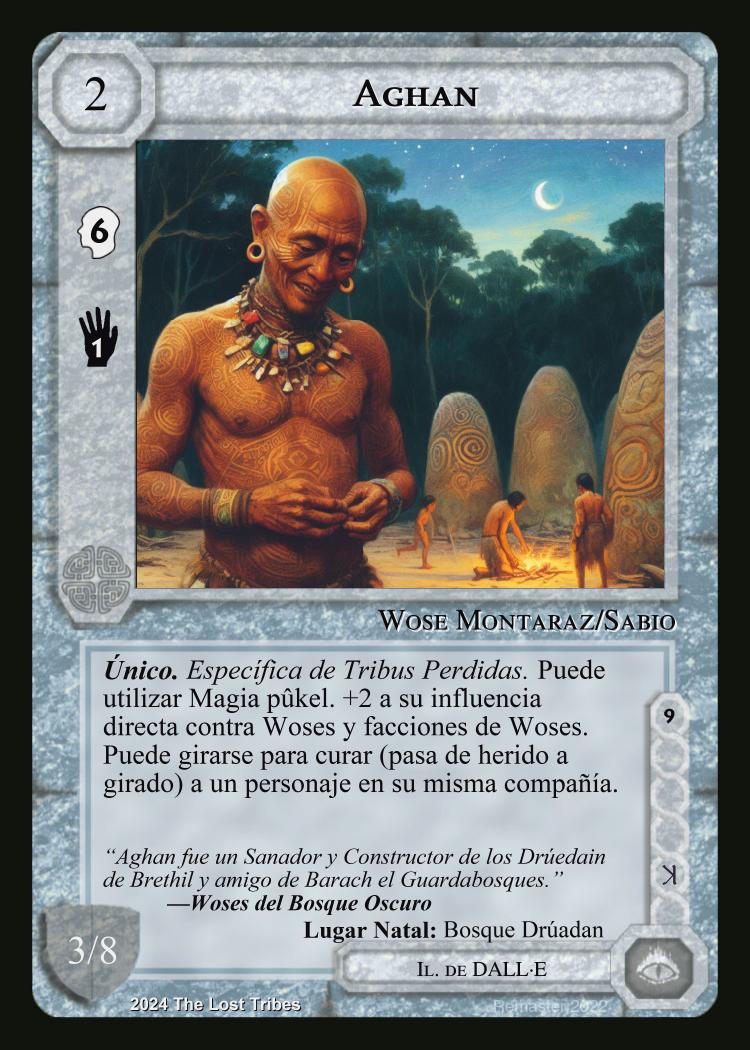 2
Aghan
6
1
Wose Montaraz/Sabio
Único. Específica de Tribus Perdidas. Puede
utilizar Magia pûkel. +2 a su influencia
directa contra Woses y facciones de Woses.
Puede girarse para curar (pasa de herido a
girado) a un personaje en su misma compañía.
9
“Aghan fue un Sanador y Constructor de los Drúedain
de Brethil y amigo de Barach el Guardabosques.”
—Woses del Bosque Oscuro
Lugar Natal: Bosque Drúadan
3/8
Il. de DALL·E
2024 The Lost Tribes
Remaster 2022